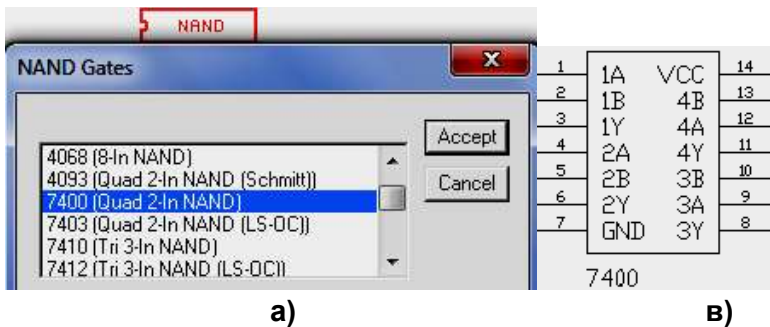 NAND
NAND Gates
x
4068 (8-In NAND)
4093 (Quad 2-In NAND (Schmitt))
7400 (Quad 2-In NAND)
7403 (Quad 2-In NAND (LS-OC))
7410 (Tri 3-In NAND)
7412 (Tri 3-In NAND (LS-OC))
Accept
Cancel
а)
1 1A VCC 14
2 1B 4B 13
3 1Y 4A 12
4 2A 4Y 11
5 2B 3B 10
6 2Y 3A 9
7 GND 3Y 8
7400
в)